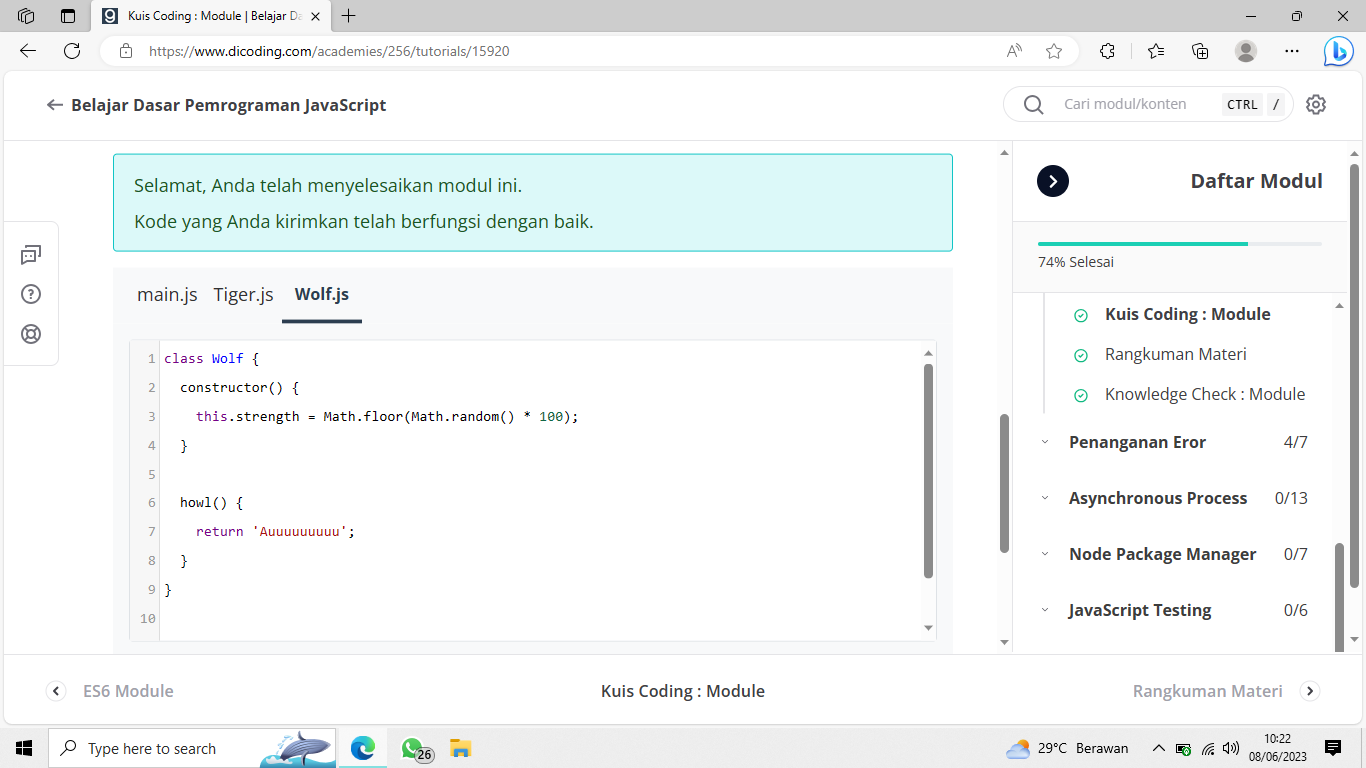 Kuis Coding : Module | Belajar Da
https://www.dicoding.com/academies/256/tutorials/15920
Belajar Dasar Pemrograman JavaScript
Cari modul/konten
CTRL /
Selamat, Anda telah menyelesaikan modul ini.
Kode yang Anda kirimkan telah berfungsi dengan baik.
main.js Tiger.js Wolf.js
1 class Wolf {
2 constructor() {
3 this.strength = Math.floor(Math.random() * 100);
4 }
5
6 howl() {
7 return 'Auuuuuuuuu';
8 }
9 }
10
Daftar Modul
74% Selesai
Kuis Coding : Module
Rangkuman Materi
Knowledge Check : Module
Penanganan Eror 4/7
Asynchronous Process 0/13
Node Package Manager 0/7
JavaScript Testing 0/6
ES6 Module
Kuis Coding : Module
Rangkuman Materi
Type here to search
26
29°C Berawan
10:22
08/06/2023